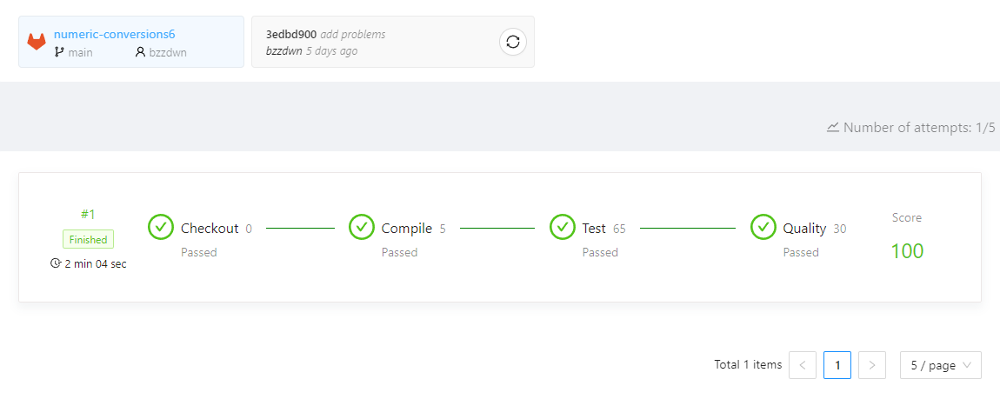 numeric-conversions6
main bzzdwn
3edbd900 add problems
bzzdwn 5 days ago
Number of attempts: 1/5
#1
Finished
2 min 04 sec
Checkout 0
Passed
Compile 5
Passed
Test 65
Passed
Quality 30
Passed
Score
100
Total 1 items < 1 > 5 / page